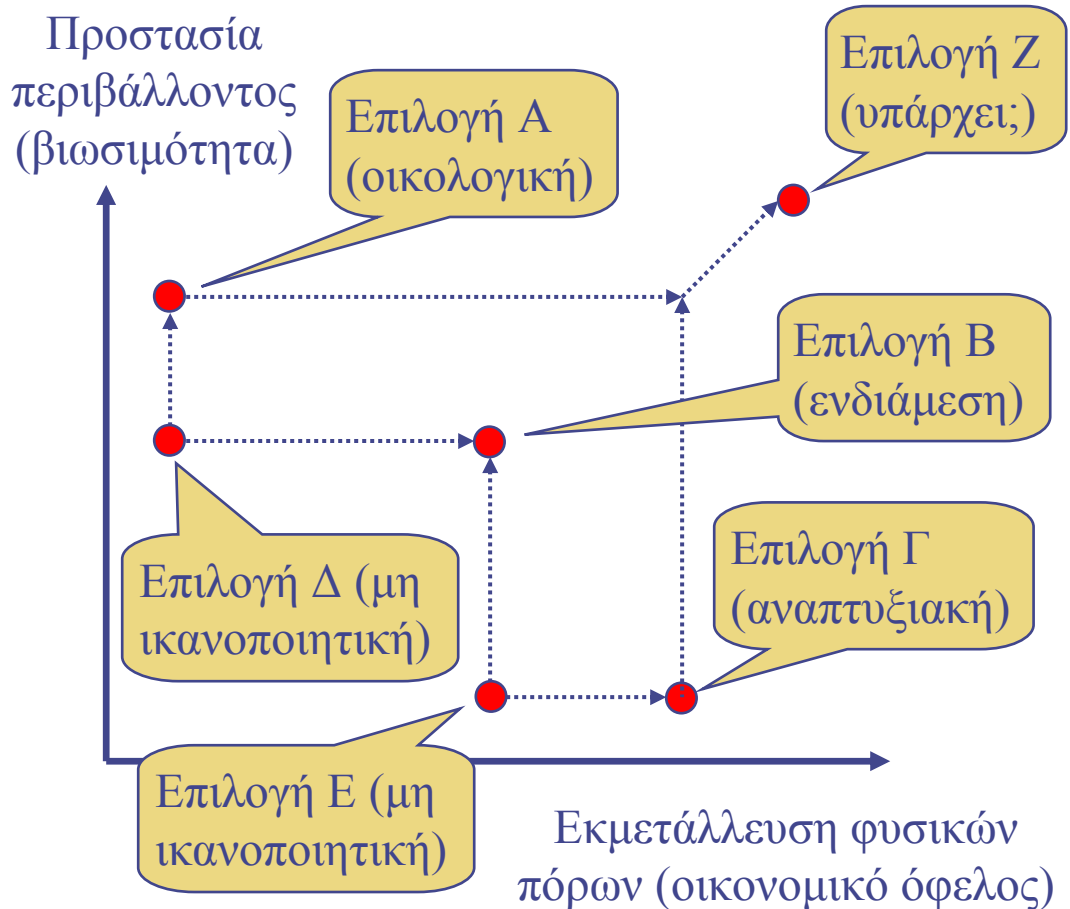 Προστασία
περιβάλλοντος
(βιωσιμότητα)
Επιλογή Α
(οικολογική)
Επιλογή Ζ
(υπάρχει;)
Επιλογή Β
(ενδιάμεση)
Επιλογή Γ
(αναπτυξιακή)
Επιλογή Δ (μη
ικανοποιητική)
Επιλογή Ε (μη
ικανοποιητική)
Εκμετάλλευση φυσικών
πόρων (οικονομικό όφελος)